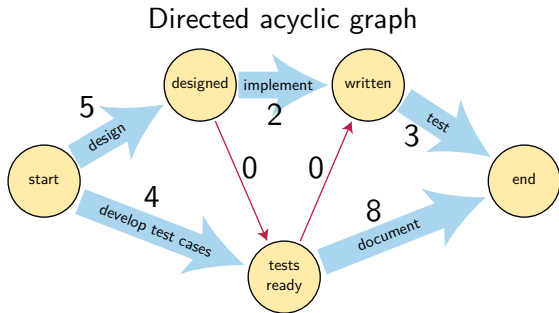 Directed acyclic graph
designed
implement
written
5
2
design
test
3
0
0
start
end
4
develop test cases
8
document
tests
ready